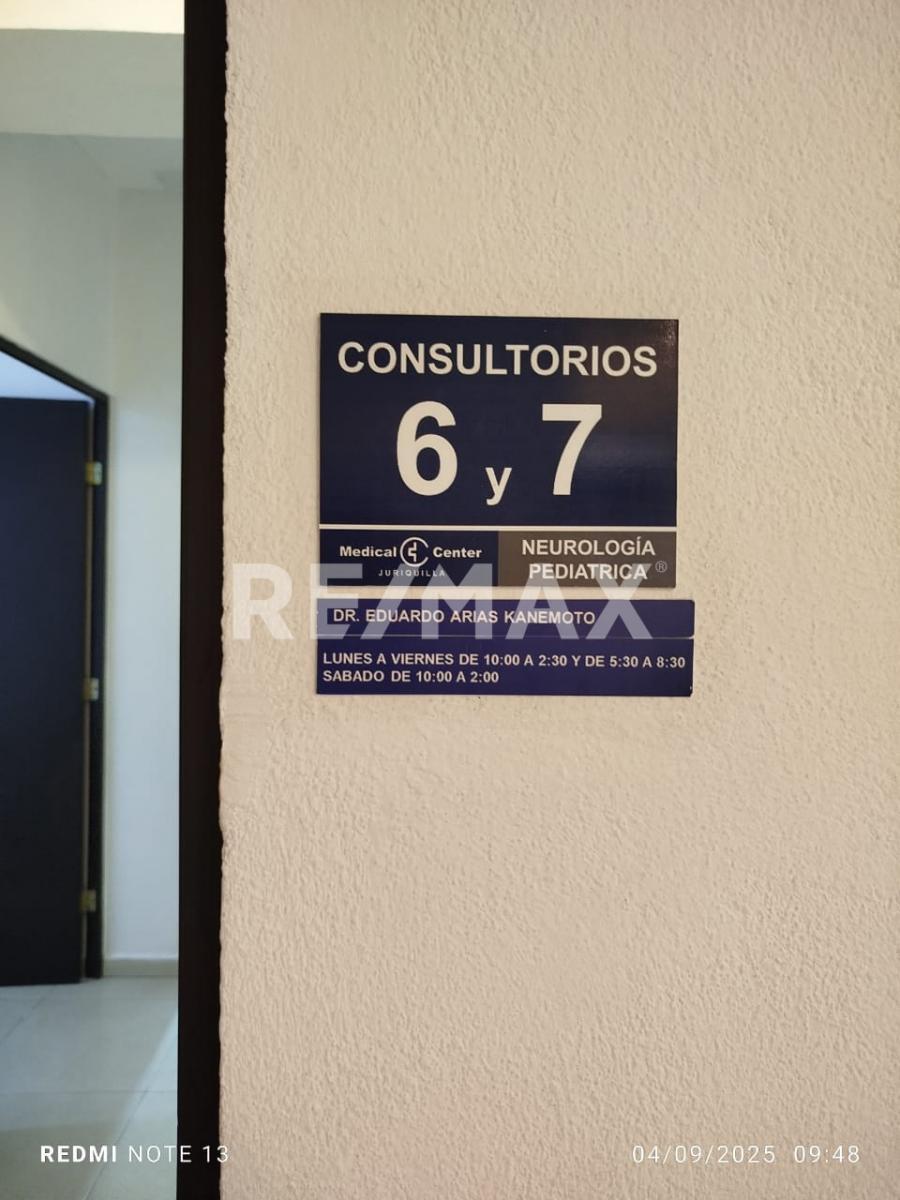 CONSULTORIOS
6 y 7
Medical Center
JURIQUILLA
NEUROLOGÍA
PEDIATRICA ®
RE/MAX
DR. EDUARDO ARIAS KANEMOTO
LUNES A VIERNES DE 10:00 A 2:30 Y DE 5:30 A 8:30
SABADO DE 10:00 A 2:00
REDMI NOTE 13
04/09/2025 09:48